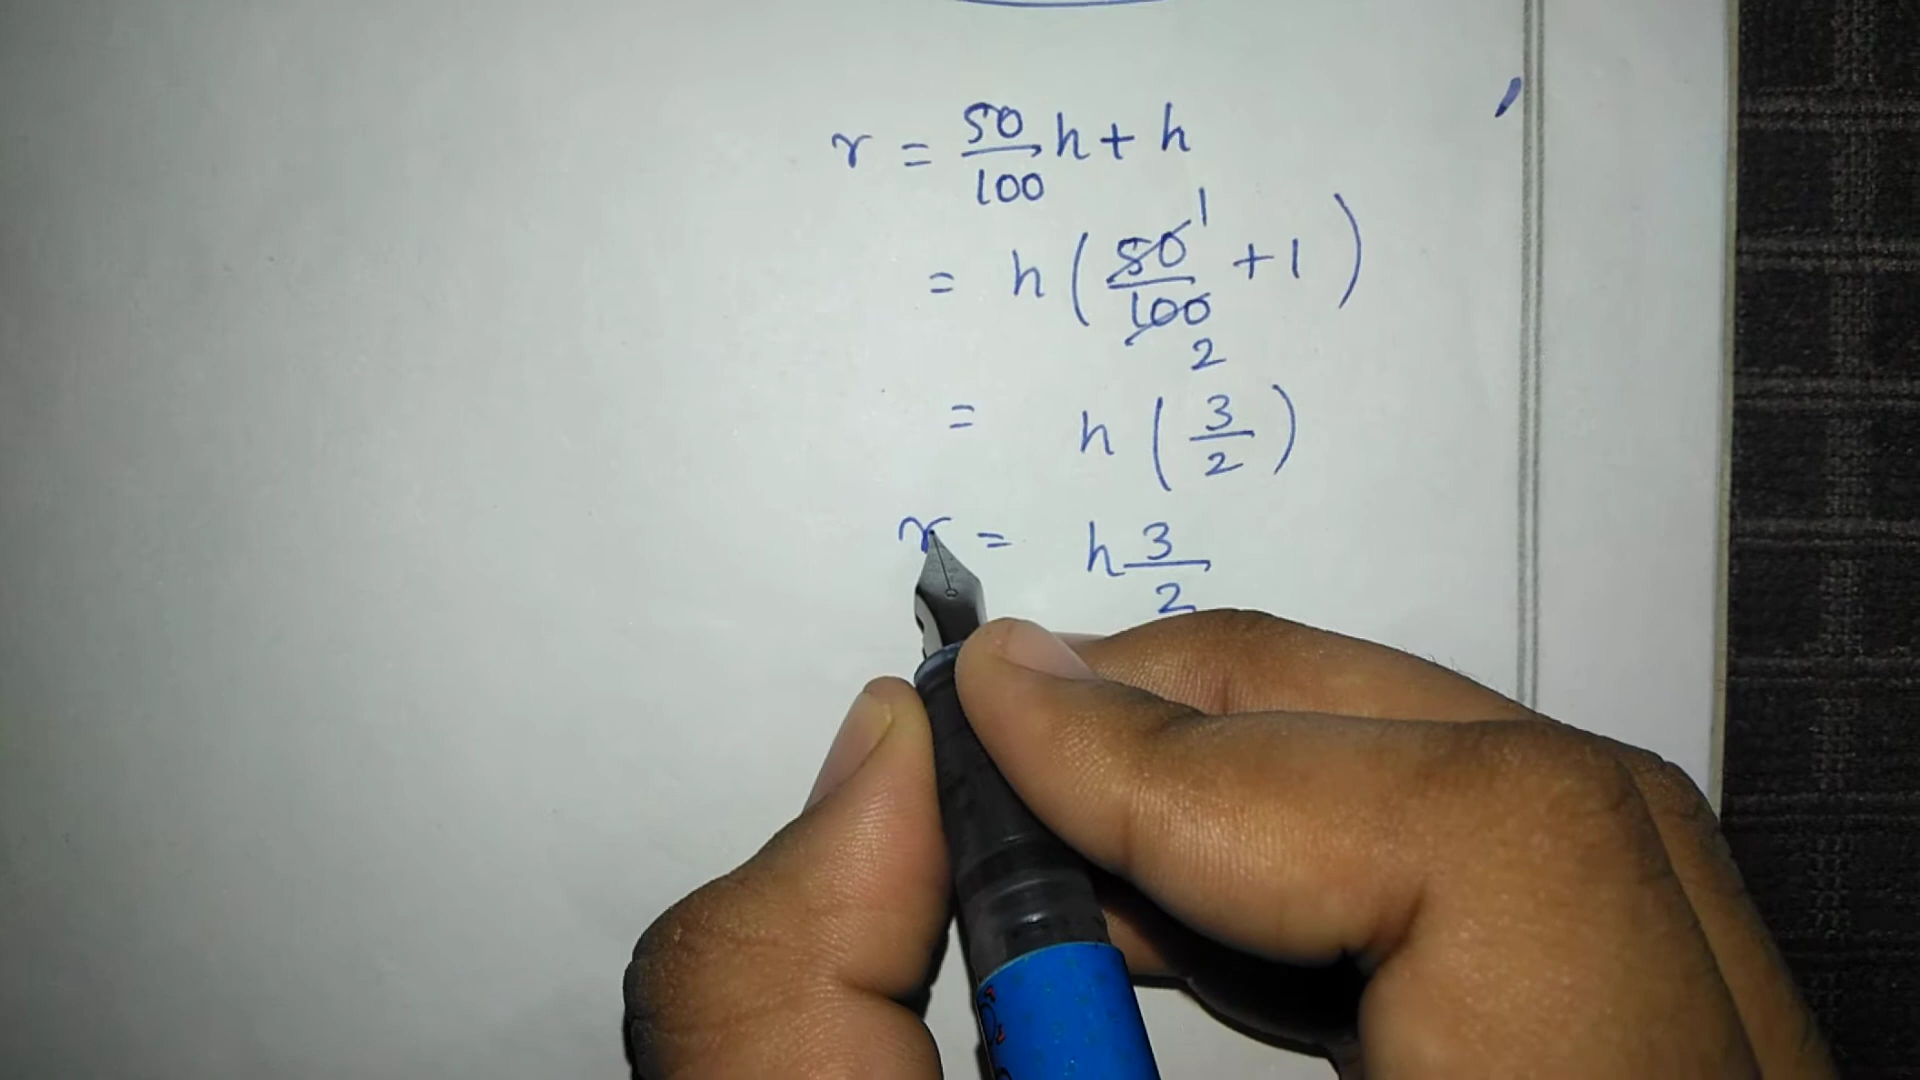 r = 50/100 h + h
= h ( 50/100 1/2 + 1 )
= h ( 3/2 )
r = h 3/2